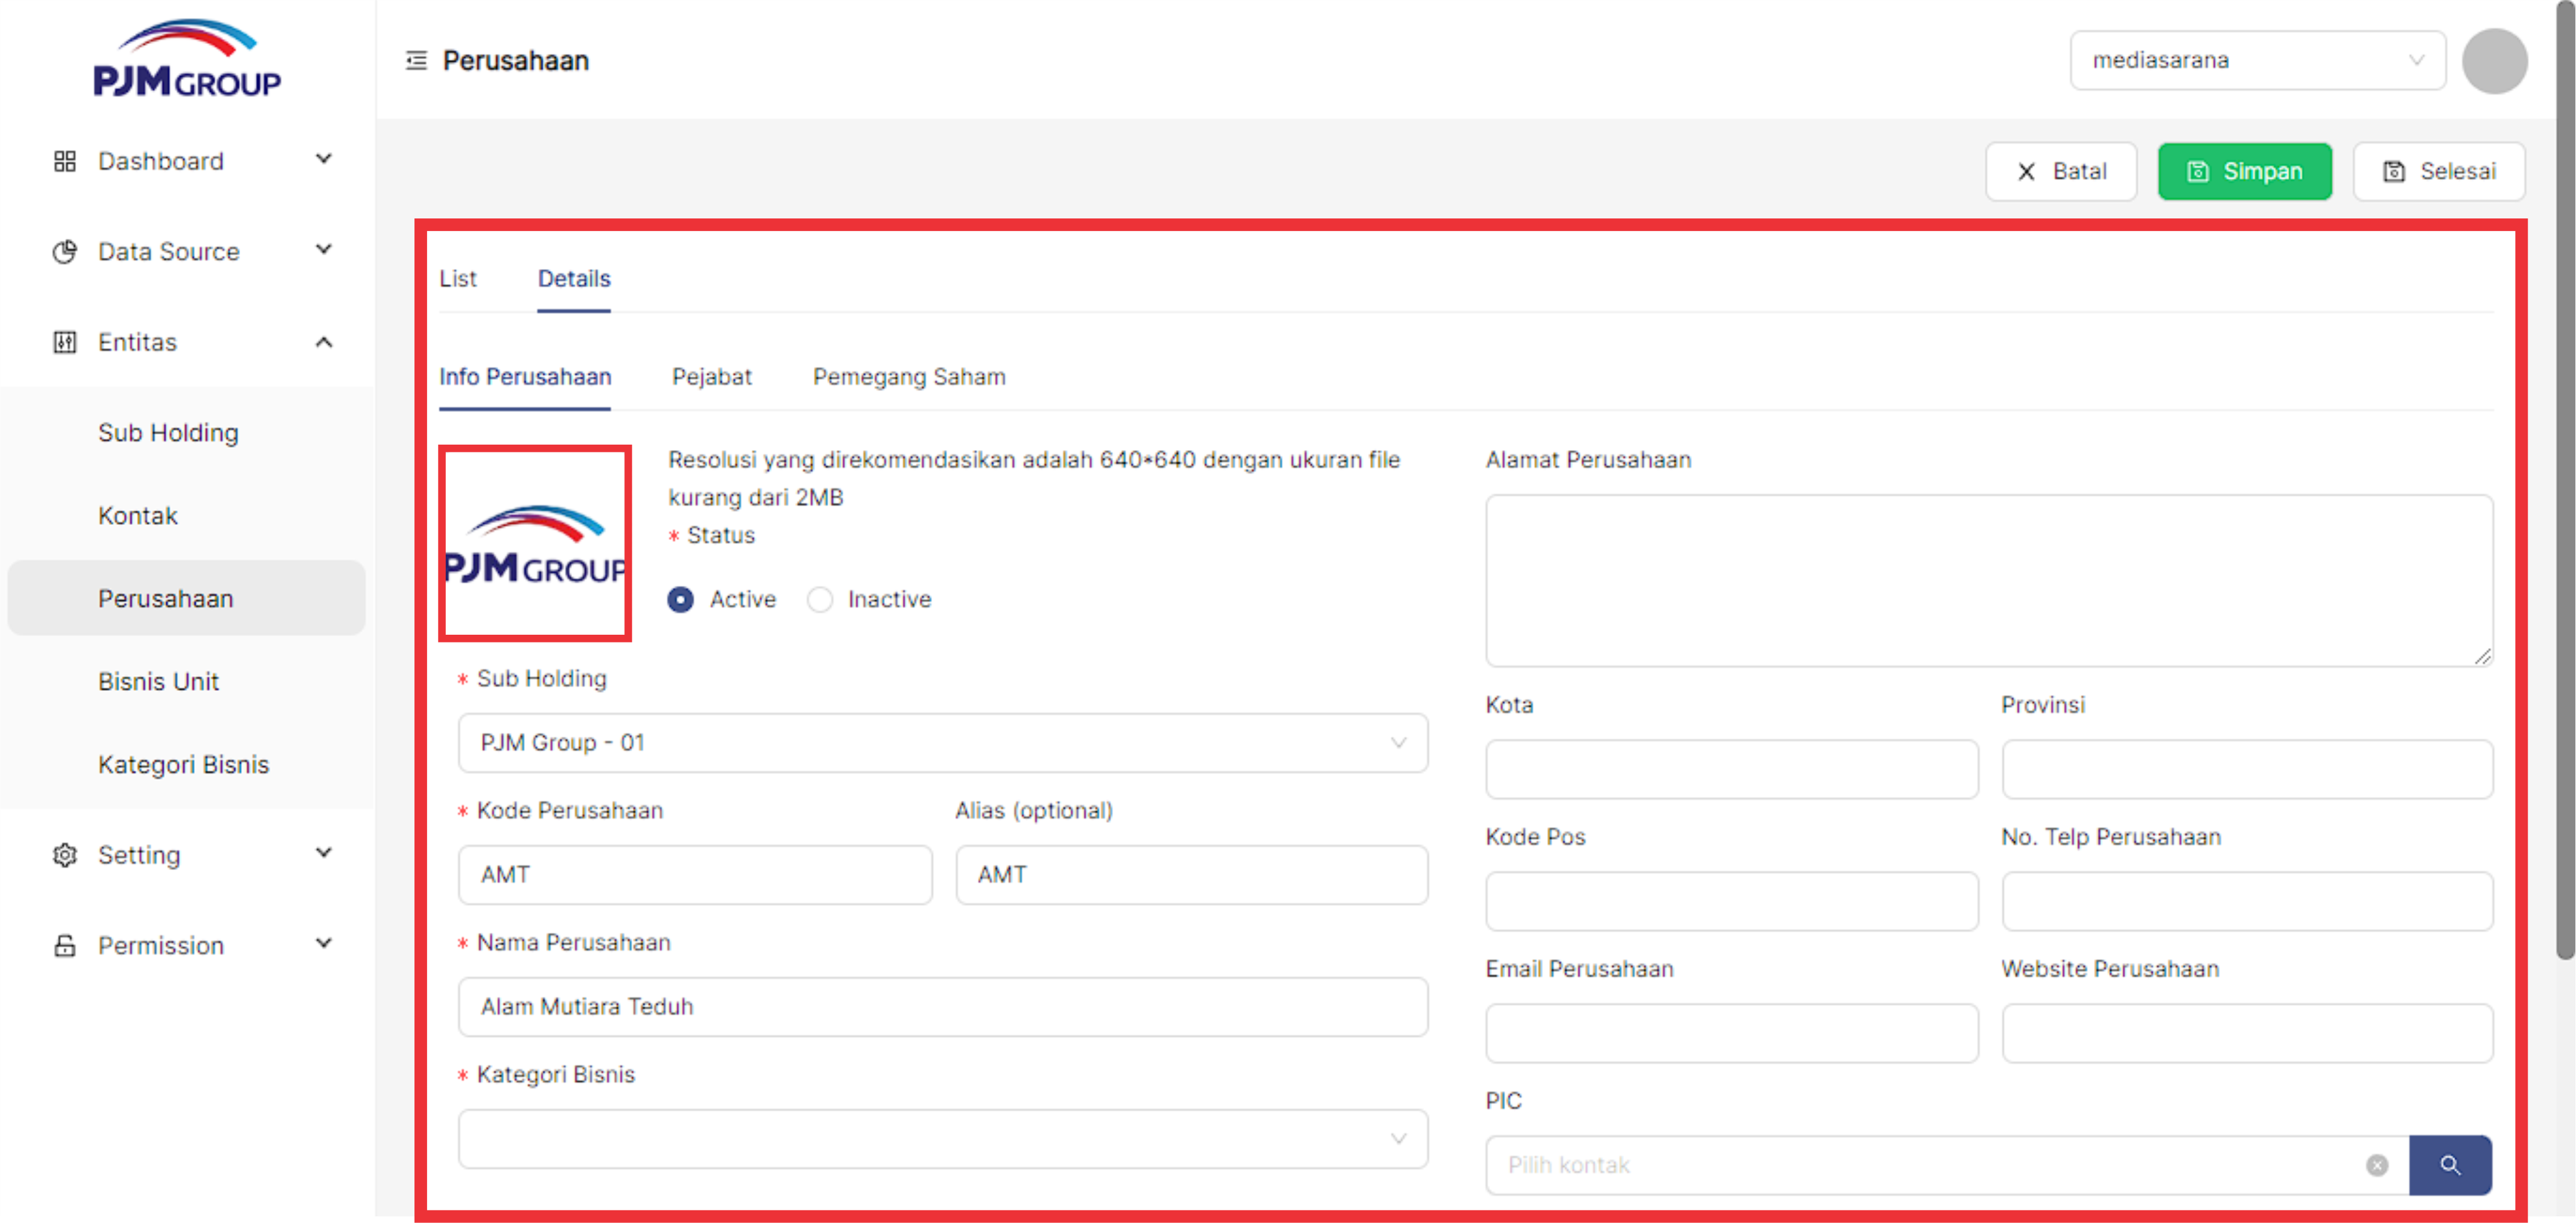 PJM GROUP
Perusahaan
mediasarana
Dashboard
Data Source
Entitas
Sub Holding
Kontak
Perusahaan
Bisnis Unit
Kategori Bisnis
Setting
Permission
Batal
Simpan
Selesai
List
Details
Info Perusahaan
Pejabat
Pemegang Saham
PJM GROUP
Resolusi yang direkomendasikan adalah 640*640 dengan ukuran file
kurang dari 2MB
* Status
Active
Inactive
* Sub Holding
PJM Group - 01
* Kode Perusahaan
Alias (optional)
AMT
AMT
* Nama Perusahaan
Alam Mutiara Teduh
* Kategori Bisnis
Alamat Perusahaan
Kota
Provinsi
Kode Pos
No. Telp Perusahaan
Email Perusahaan
Website Perusahaan
PIC
Pilih kontak